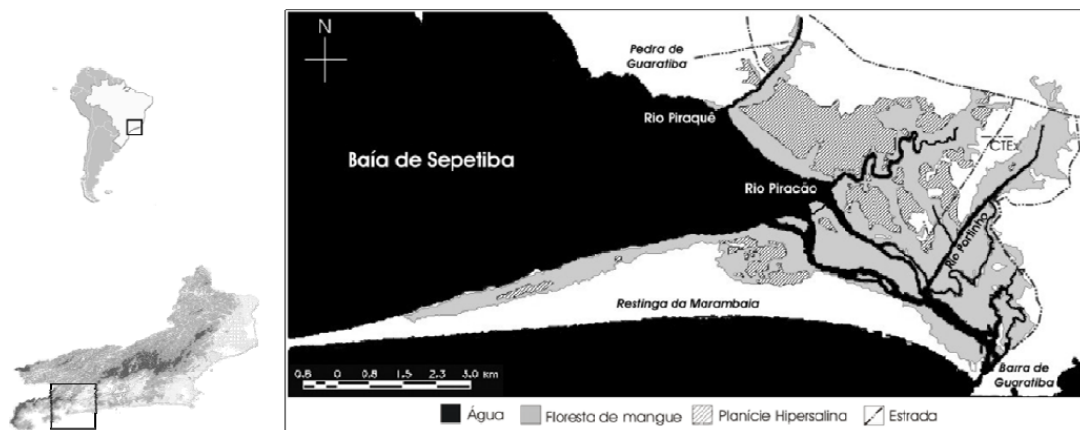 N
Pedra de
Guaratiba
Rio Piraquê
CTEx
Baía de Sepetiba
Rio Piracão
Rio Portinho
Restinga da Marambaia
Barra de
Guaratiba
0.8 0 0.8 1.5 2.3 3.0 km
Água Floresta de mangue Planície Hipersalina Estrada